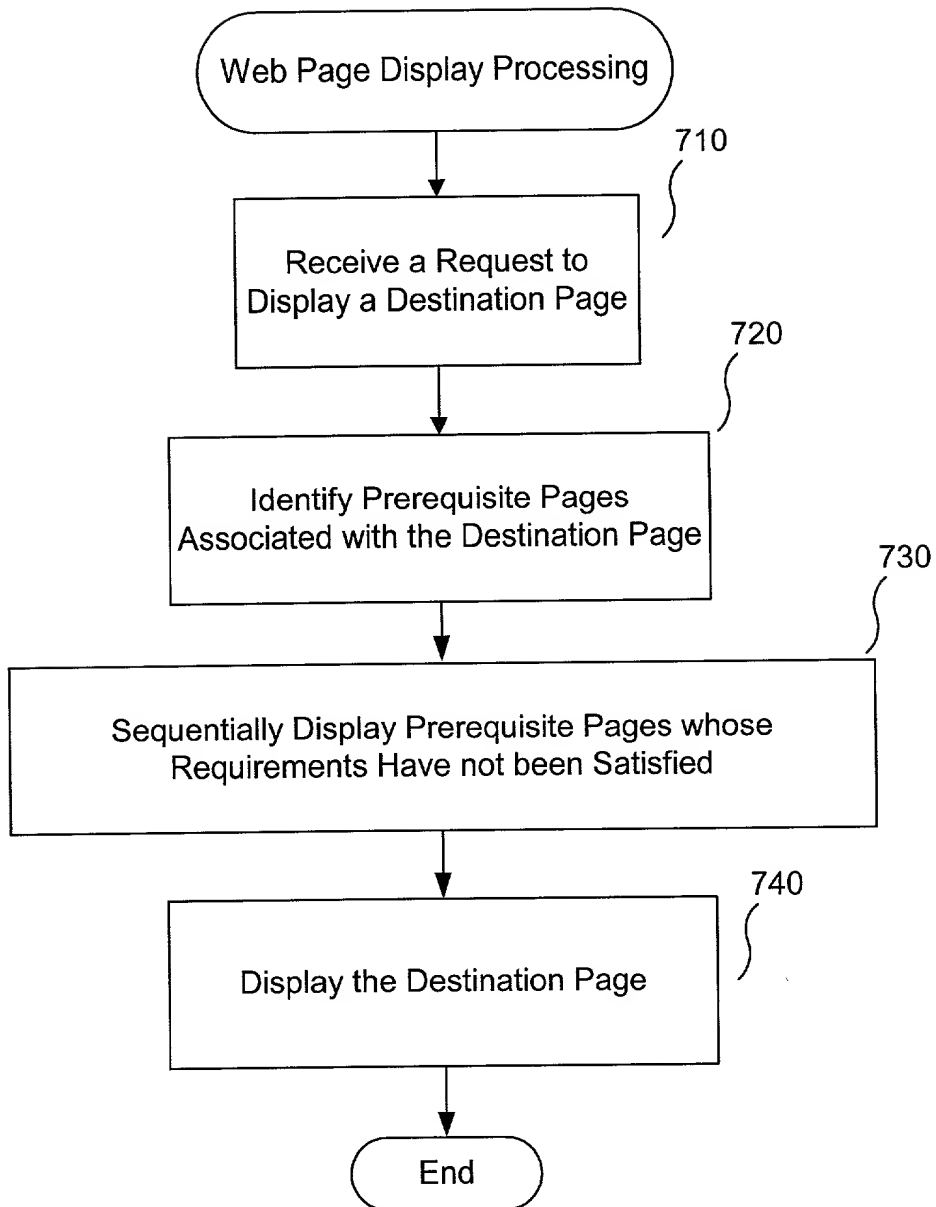 Web Page Display Processing
710
Receive a Request to
Display a Destination Page
720
Identify Prerequisite Pages
Associated with the Destination Page
730
Sequentially Display Prerequisite Pages whose
Requirements Have not been Satisfied
740
Display the Destination Page
End